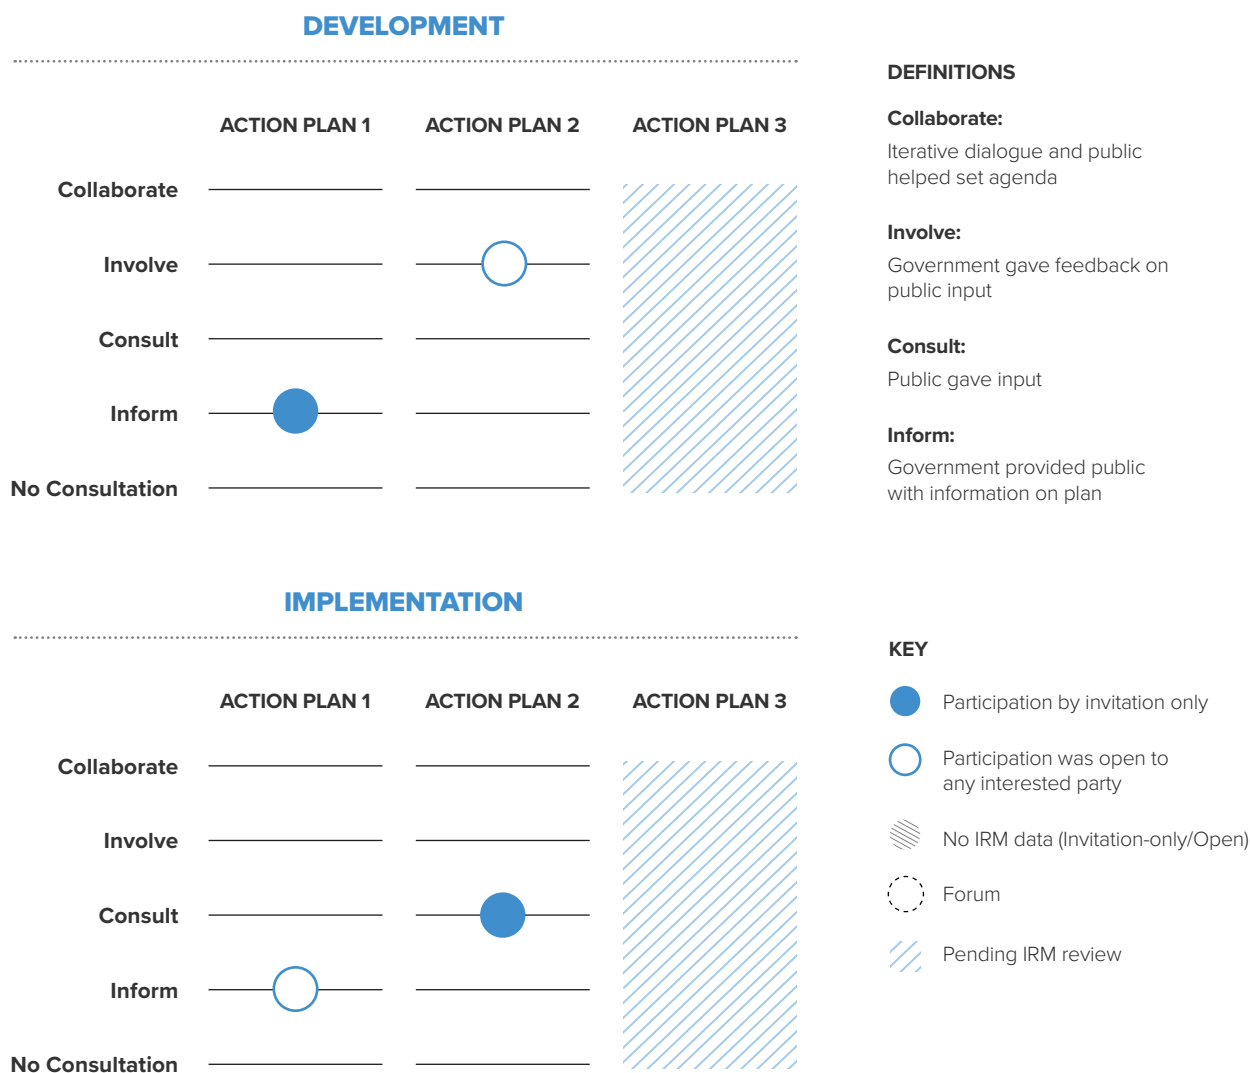 DEVELOPMENT
ACTION PLAN 1
ACTION PLAN 2
ACTION PLAN 3
Collaborate
Involve
Consult
Inform
No Consultation
DEFINITIONS
Collaborate:
Iterative dialogue and public
helped set agenda
Involve:
Government gave feedback on
public input
Consult:
Public gave input
Inform:
Government provided public
with information on plan
IMPLEMENTATION
ACTION PLAN 1
ACTION PLAN 2
ACTION PLAN 3
Collaborate
Involve
Consult
Inform
No Consultation
KEY
Participation by invitation only
Participation was open to
any interested party
No IRM data (Invitation-only/Open)
Forum
Pending IRM review